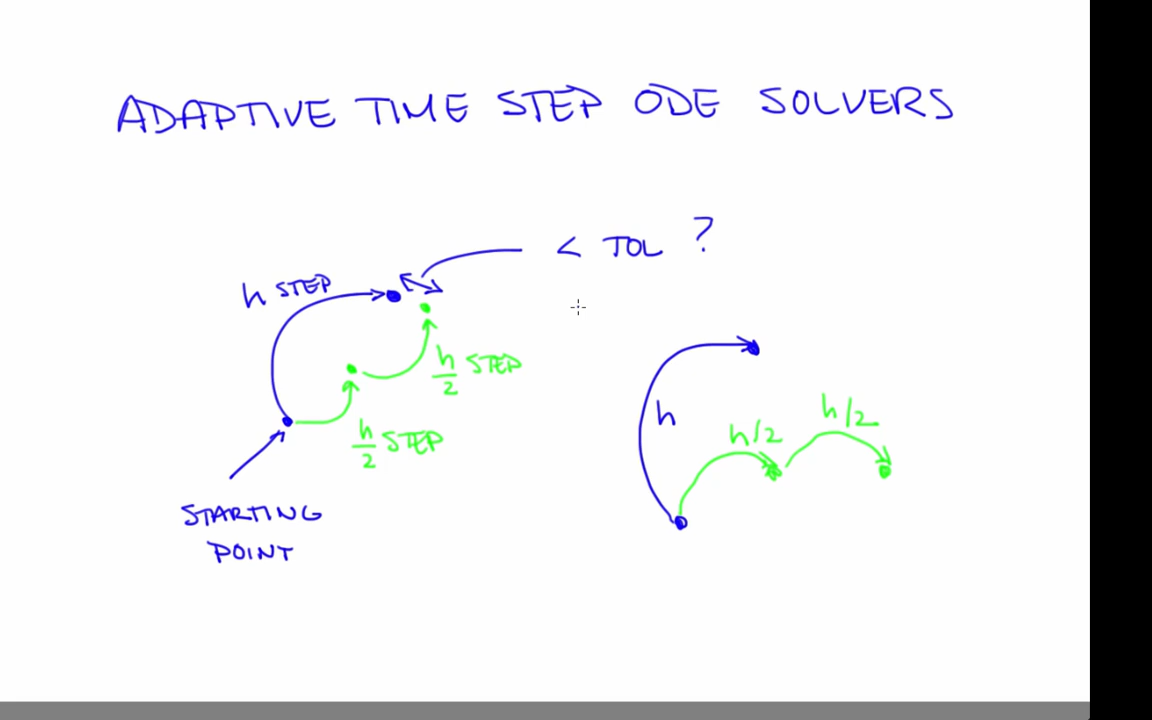 ADAPTIVE TIME STEP ODE SOLVERS
< TOL ?
h STEP
h/2 STEP
h/2 STEP
STARTING
POINT
h
h/2
h/2